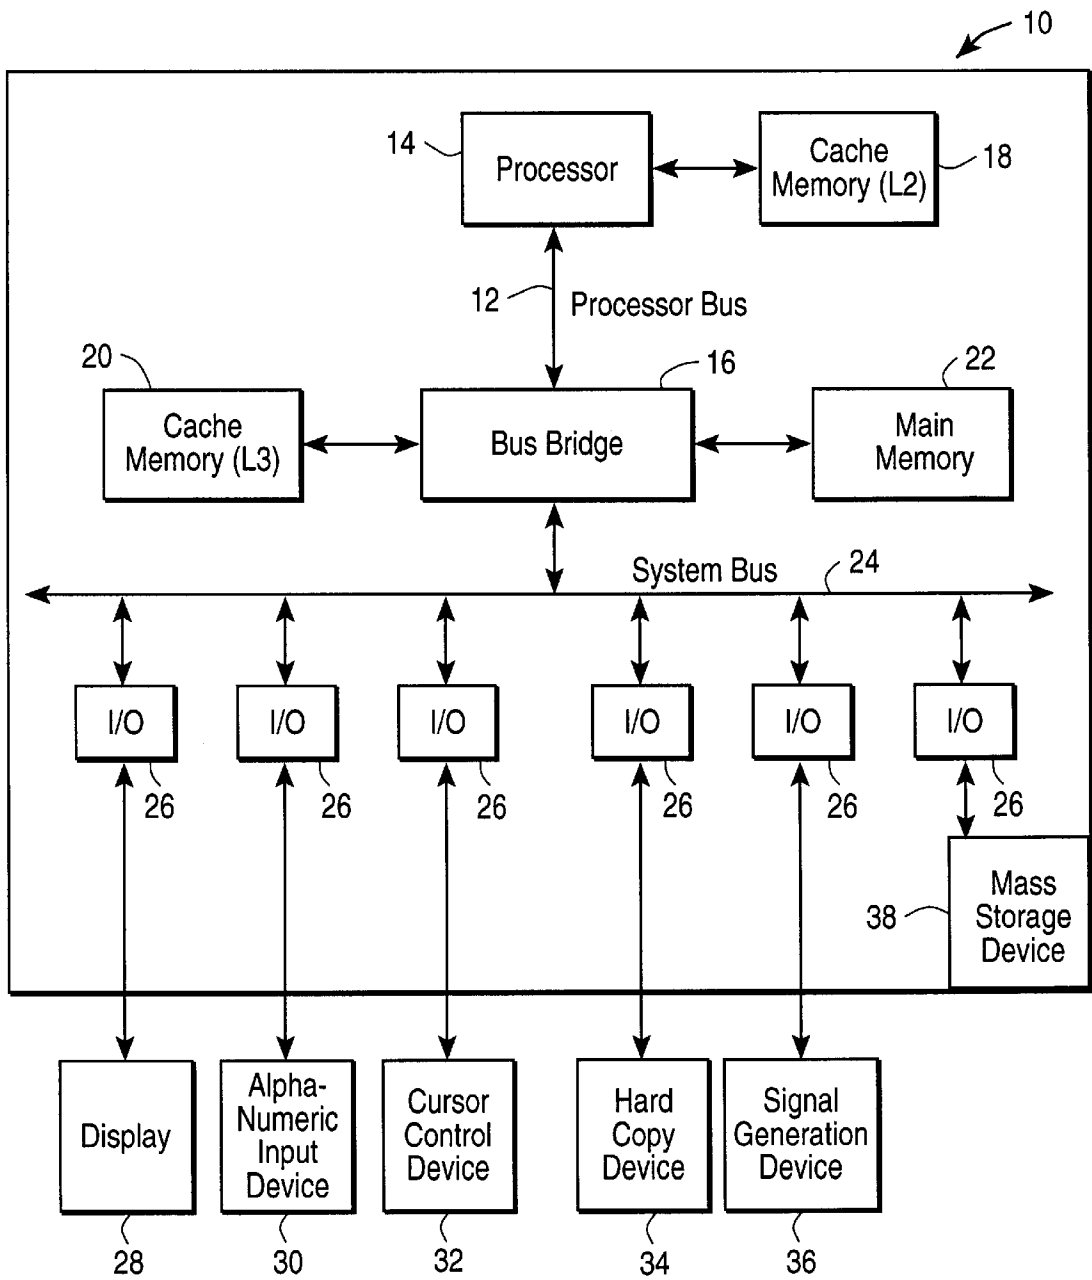 10
14
Processor
Cache
Memory (L2)
18
12
Processor Bus
20
Cache
Memory (L3)
16
Bus Bridge
22
Main
Memory
System Bus
24
I/O
I/O
I/O
I/O
I/O
I/O
26
26
26
26
26
26
38
Mass
Storage
Device
Display
Alpha-
Numeric
Input
Device
Cursor
Control
Device
Hard
Copy
Device
Signal
Generation
Device
28
30
32
34
36